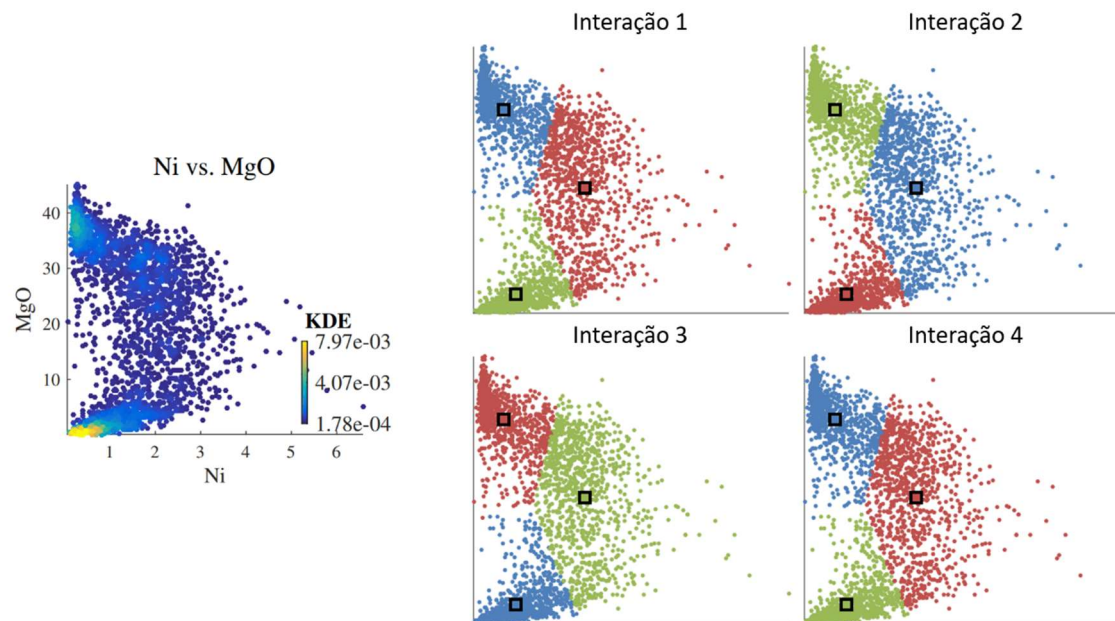 Ni vs. MgO
MgO
40
30
20
10
1 2 3 4 5 6
Ni
KDE
7.97e-03
4.07e-03
1.78e-04
Interação 1
Interação 2
Interação 3
Interação 4